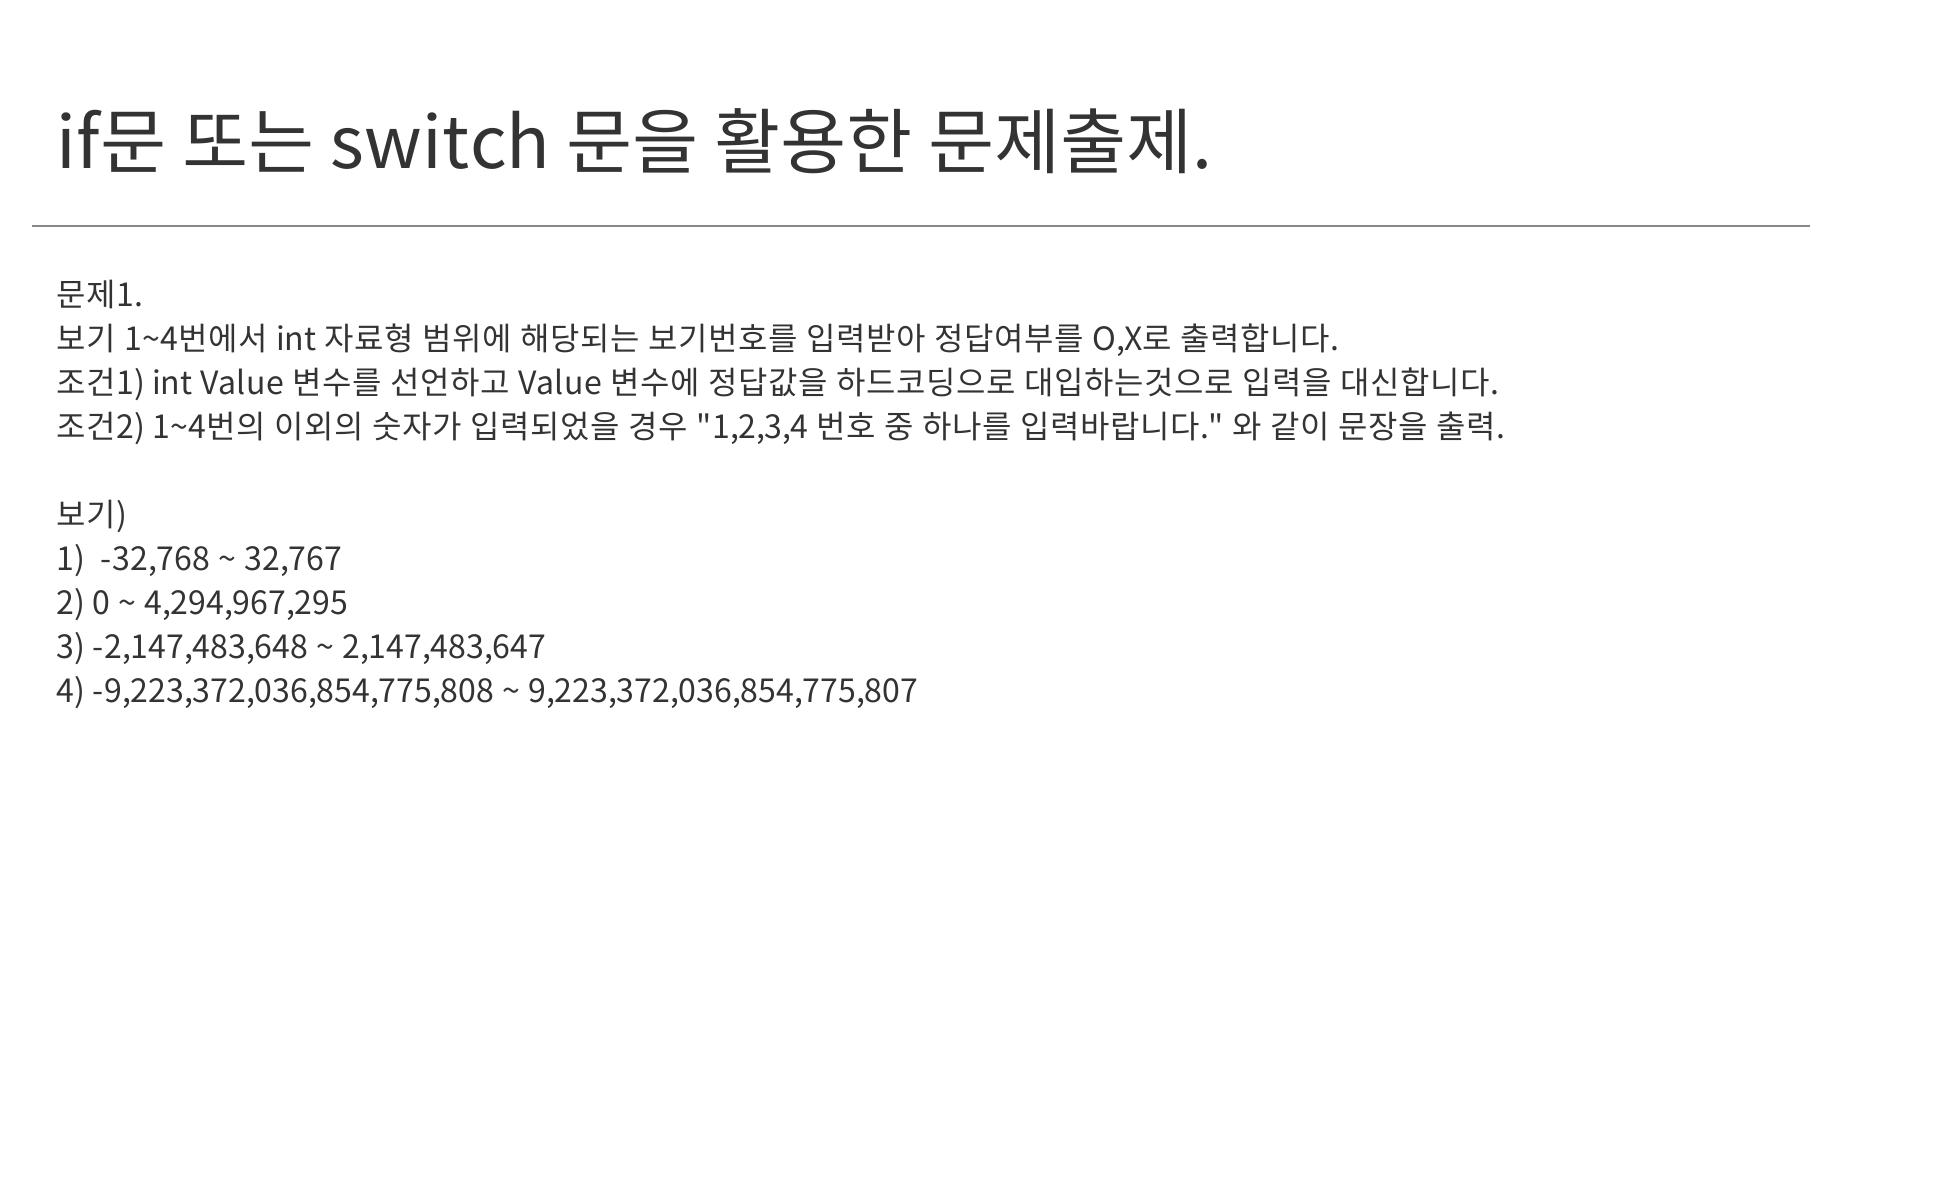 if문 또는 switch 문을 활용한 문제출제.
문제1.
보기 1~4번에서 int 자료형 범위에 해당되는 보기번호를 입력받아 정답여부를 O,X로 출력합니다.
조건1) int Value 변수를 선언하고 Value 변수에 정답값을 하드코딩으로 대입하는것으로 입력을 대신합니다.
조건2) 1~4번의 이외의 숫자가 입력되었을 경우 "1,2,3,4 번호 중 하나를 입력바랍니다." 와 같이 문장을 출력.
보기)
1)  -32,768 ~ 32,767
2) 0 ~ 4,294,967,295
3) -2,147,483,648 ~ 2,147,483,647
4) -9,223,372,036,854,775,808 ~ 9,223,372,036,854,775,807